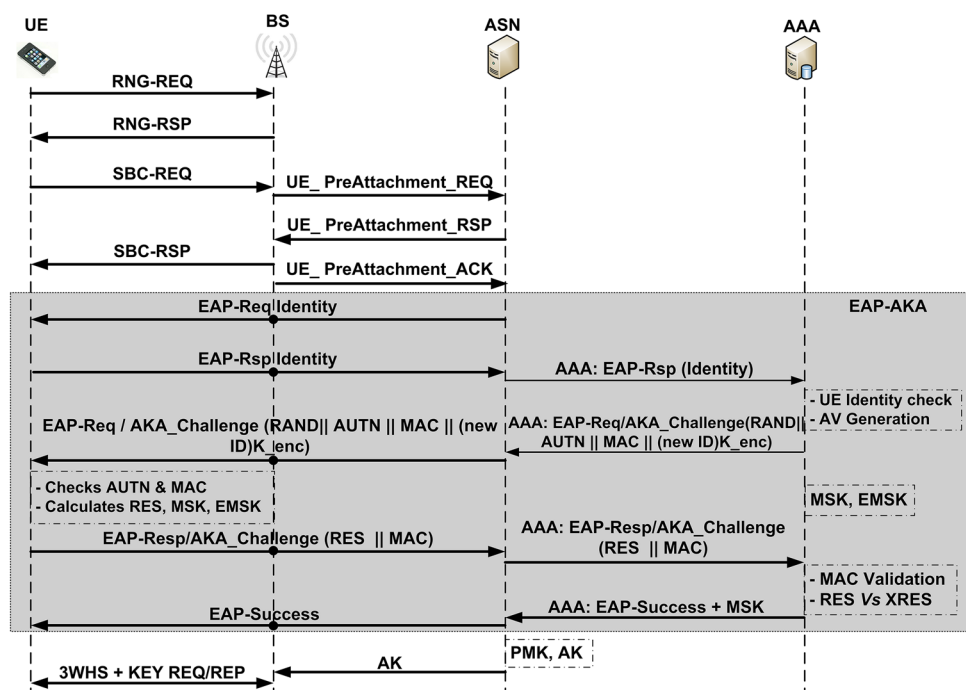 UE
BS
ASN
AAA
RNG-REQ
RNG-RSP
SBC-REQ
UE_ PreAttachment_REQ
UE_ PreAttachment_RSP
SBC-RSP
UE_ PreAttachment_ACK
EAP-AKA
EAP-Req Identity
EAP-Rsp Identity
AAA: EAP-Rsp (Identity)
- UE Identity check
- AV Generation
EAP-Req / AKA_Challenge (RAND|| AUTN || MAC || (new
ID)K_enc)
AAA: EAP-Req/AKA_Challenge(RAND||
AUTN || MAC || (new ID)K_enc)
- Checks AUTN & MAC
- Calculates RES, MSK, EMSK
MSK, EMSK
EAP-Resp/AKA_Challenge (RES || MAC)
AAA: EAP-Resp/AKA_Challenge
(RES || MAC)
- MAC Validation
- RES Vs XRES
EAP-Success
AAA: EAP-Success + MSK
PMK, AK
AK
3WHS + KEY REQ/REP